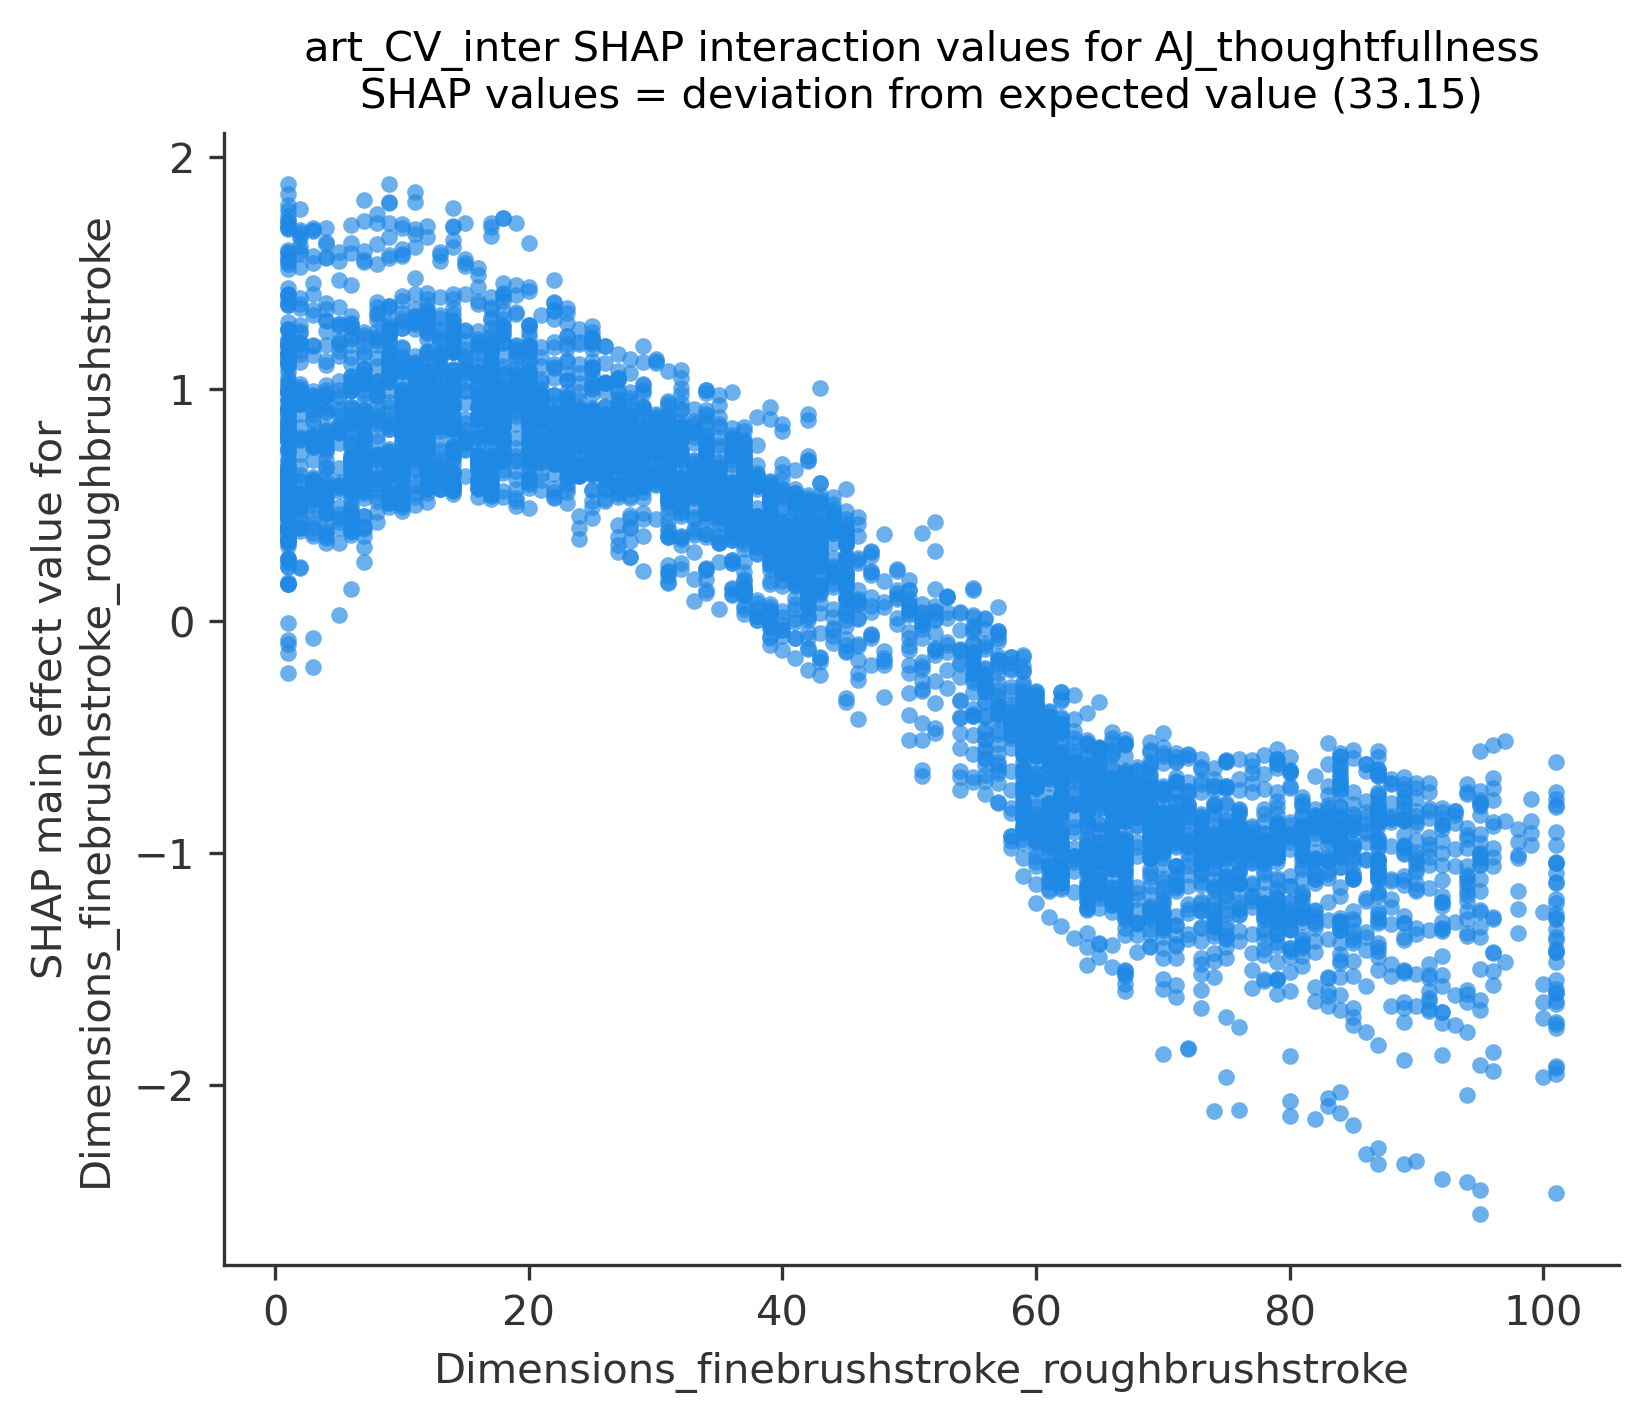 art_CV_inter SHAP interaction values for AJ_thoughtfullness
SHAP values = deviation from expected value (33.15)
SHAP main effect value for
Dimensions_finebrushstroke_roughbrushstroke
2
1
0
−1
−2
0
20
40
60
80
100
Dimensions_finebrushstroke_roughbrushstroke